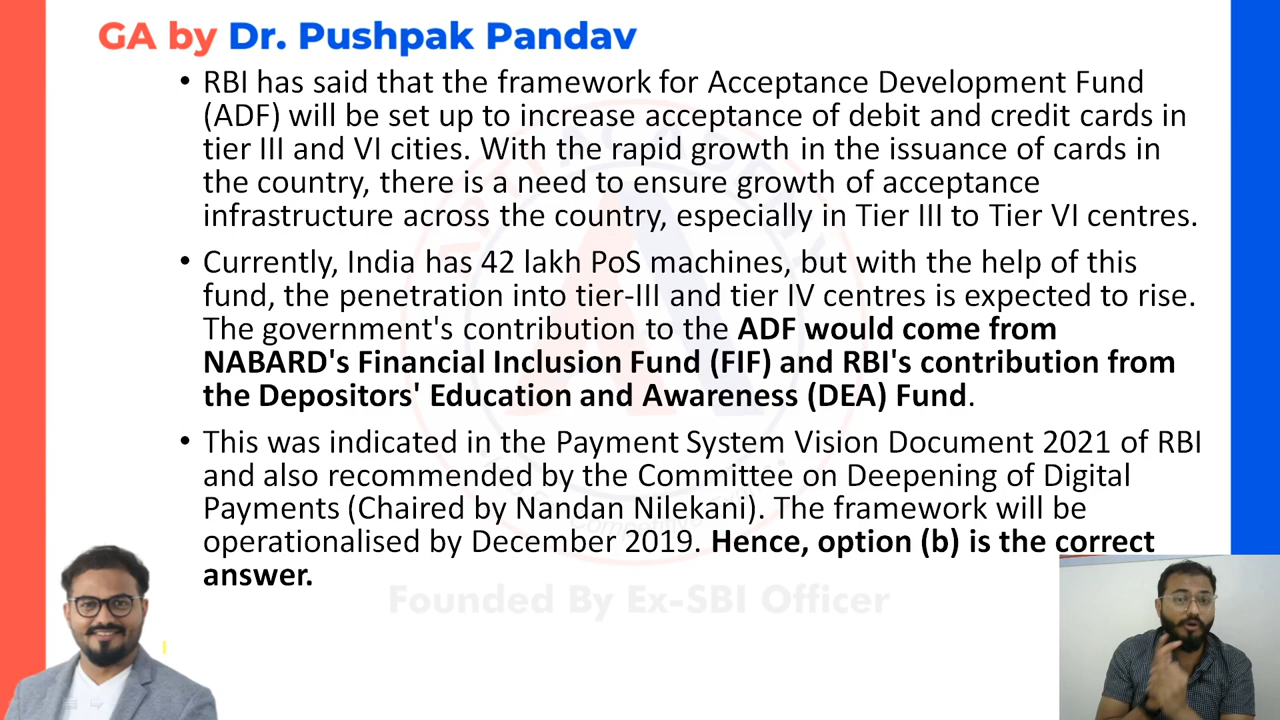 GA by Dr. Pushpak Pandav
• RBI has said that the framework for Acceptance Development Fund
(ADF) will be set up to increase acceptance of debit and credit cards in
tier III and VI cities. With the rapid growth in the issuance of cards in
the country, there is a need to ensure growth of acceptance
infrastructure across the country, especially in Tier III to Tier VI centres.
• Currently, India has 42 lakh PoS machines, but with the help of this
fund, the penetration into tier-III and tier IV centres is expected to rise.
The government's contribution to the ADF would come from
NABARD's Financial Inclusion Fund (FIF) and RBI's contribution from
the Depositors' Education and Awareness (DEA) Fund.
• This was indicated in the Payment System Vision Document 2021 of RBI
and also recommended by the Committee on Deepening of Digital
Payments (Chaired by Nandan Nilekani). The framework will be
operationalised by December 2019. Hence, option (b) is the correct
answer.
Founded By Ex-SBI Officer